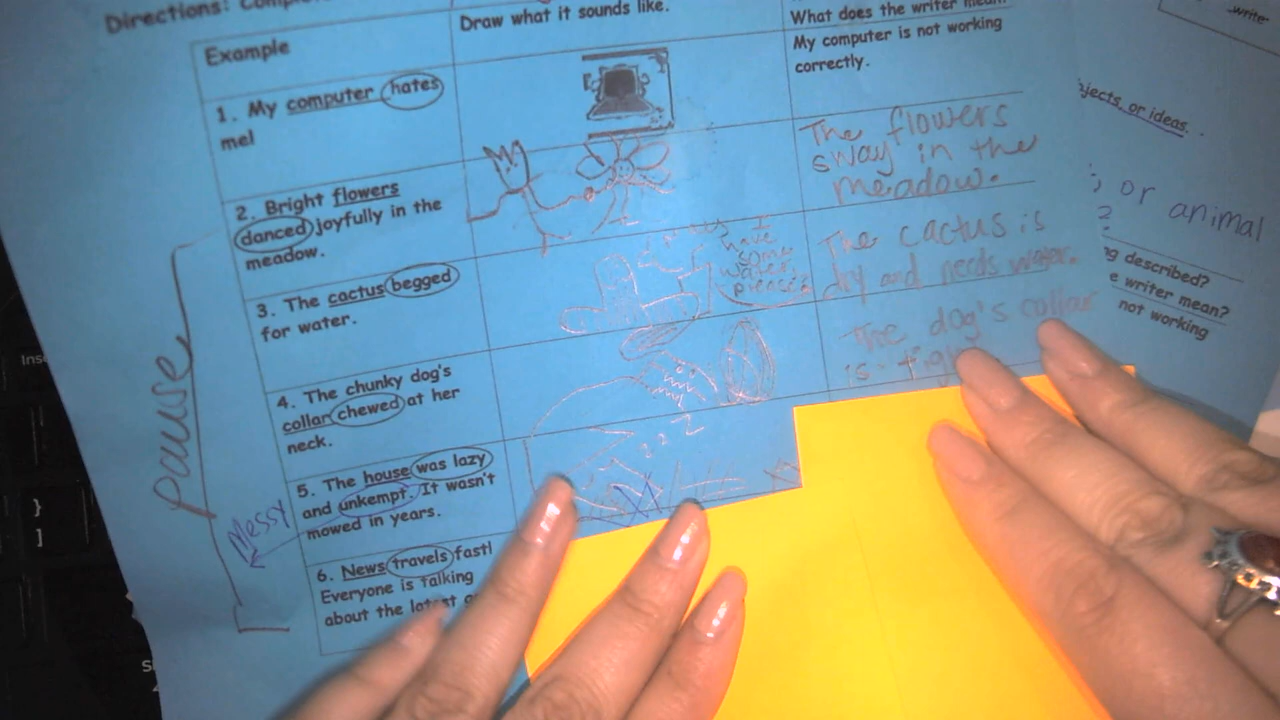 Directions:
Example
Draw what it sounds like.
What does the writer mean?
1. My computer hates
me!
My computer is not working
correctly.
2. Bright flowers
danced joyfully in the
meadow.
The flowers
sway in the
meadow.
3. The cactus begged
for water.
have
some
water,
please?
The cactus is
dry and needs water.
4. The chunky dog's
collar chewed at her
neck.
The dog's collar
is
5. The house was lazy
and unkempt. It wasn't
mowed in years.
zzZ
6. News travels fast!
Everyone is talking
about the
pause
Messy
write
or ideas.
; or animal
?
described?
writer mean?
not working
Ins
}
]